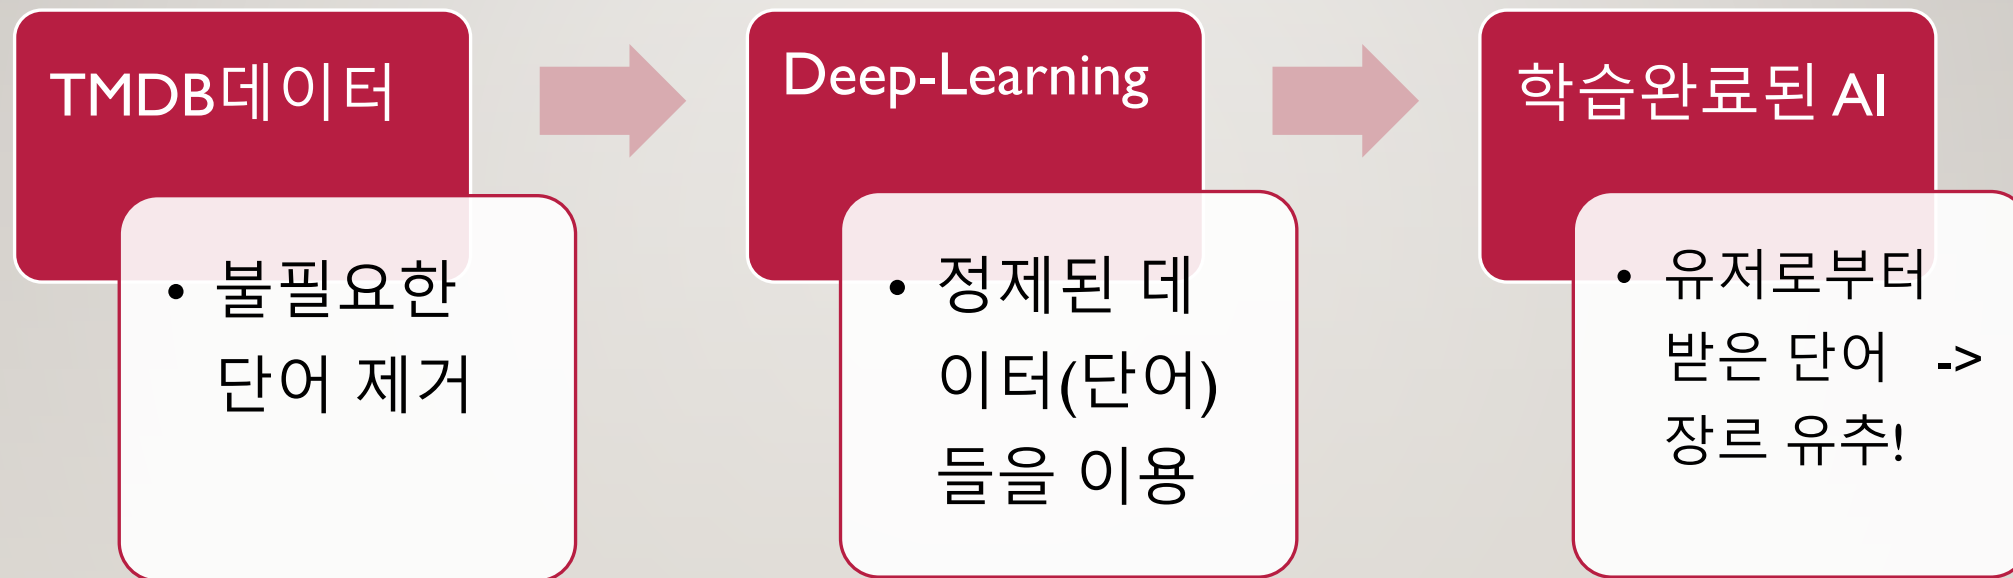 TMDB데이터
• 불필요한
단어 제거
Deep-Learning
• 정제된 데
이터(단어)
들을 이용
학습완료된 AI
• 유저로부터
받은 단어 ->
장르 유추!